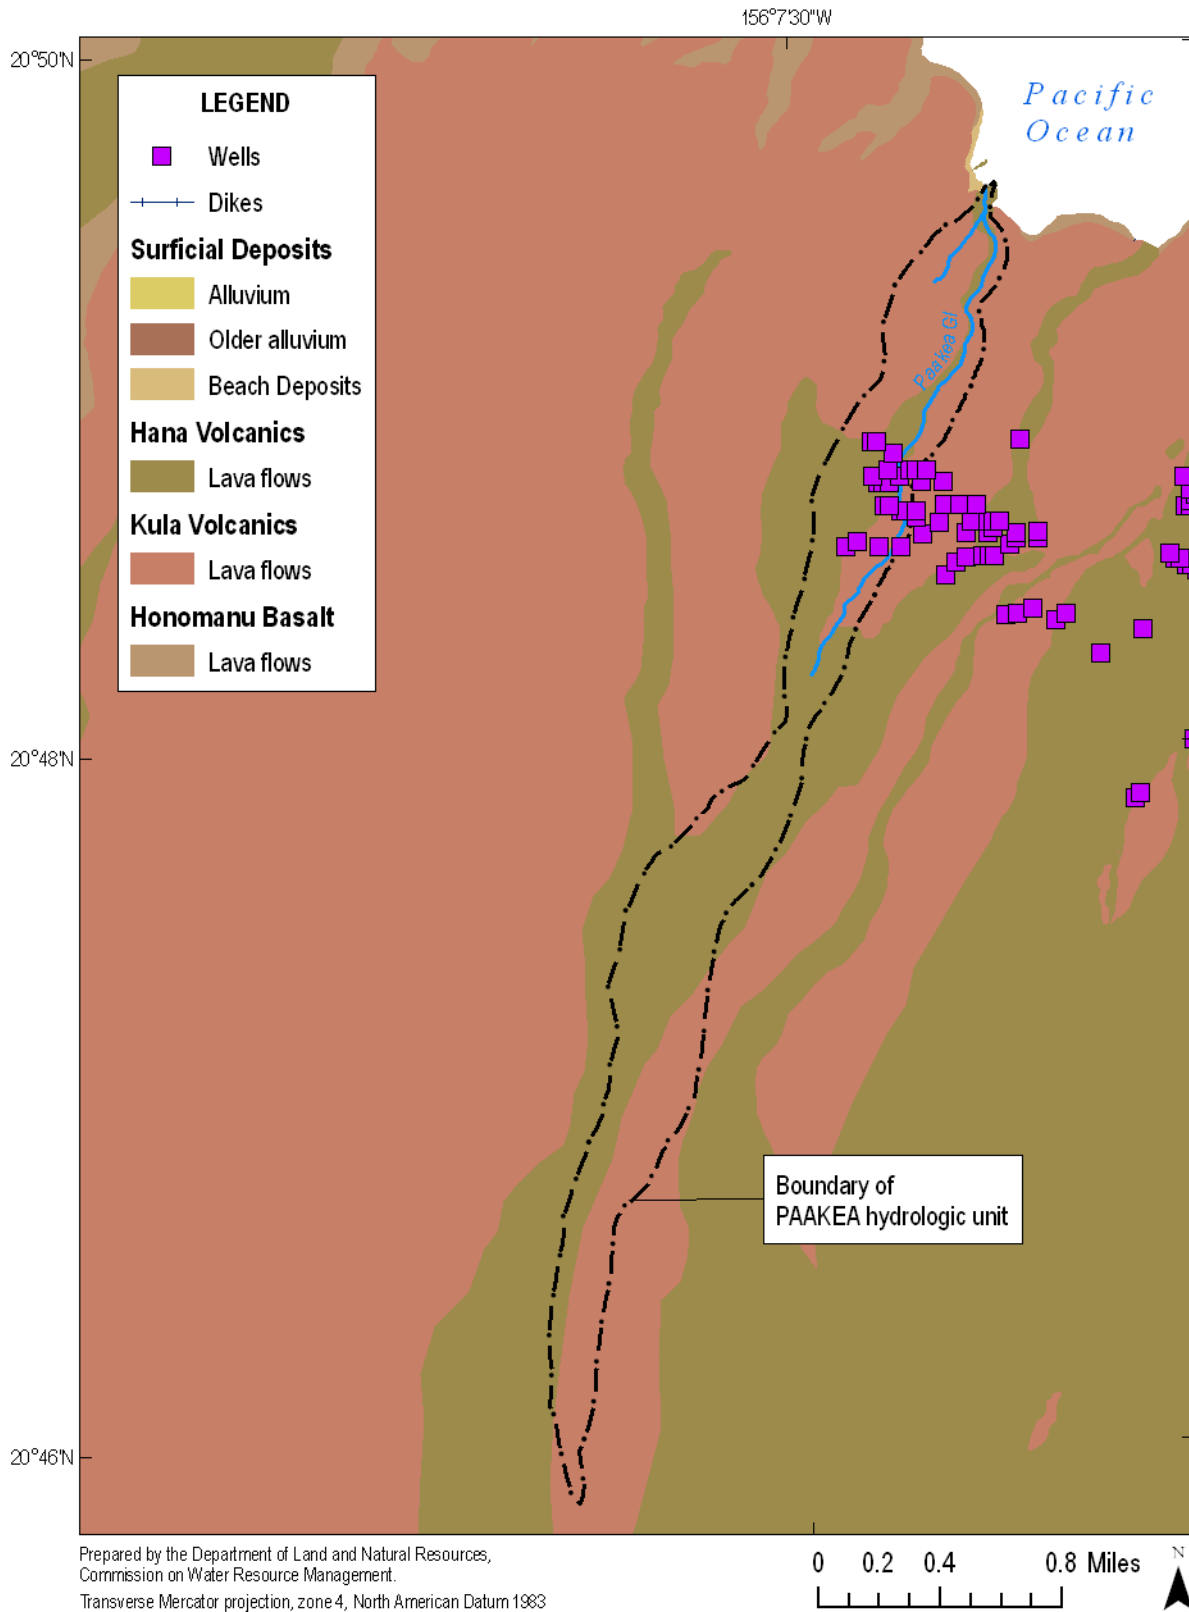 156°7'30"W
20°50'N
Pacific
Ocean
LEGEND
Wells
Dikes
Surficial Deposits
Alluvium
Older alluvium
Beach Deposits
Hana Volcanics
Lava flows
Kula Volcanics
Lava flows
Honomanu Basalt
Lava flows
Paakea Gl
20°48'N
Boundary of
PAAKEA hydrologic unit
20°46'N
Prepared by the Department of Land and Natural Resources,
Commission on Water Resource Management.
Transverse Mercator projection, zone 4, North American Datum 1983
0 0.2 0.4 0.8 Miles
N